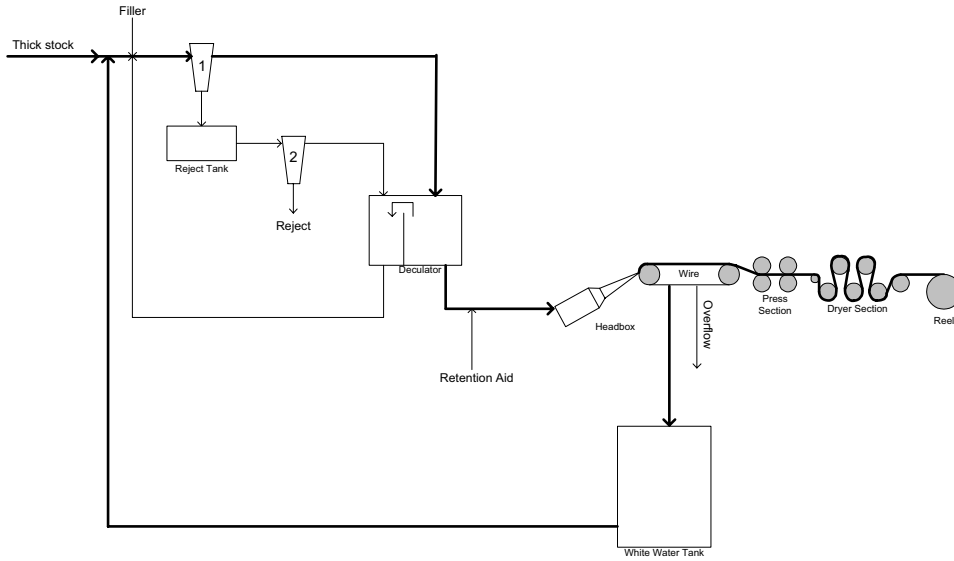 Filler
Thick stock
1
Reject Tank
2
Reject
Deculator
Retention Aid
Headbox
Wire
Overflow
Press
Section
Dryer Section
Reel
White Water Tank